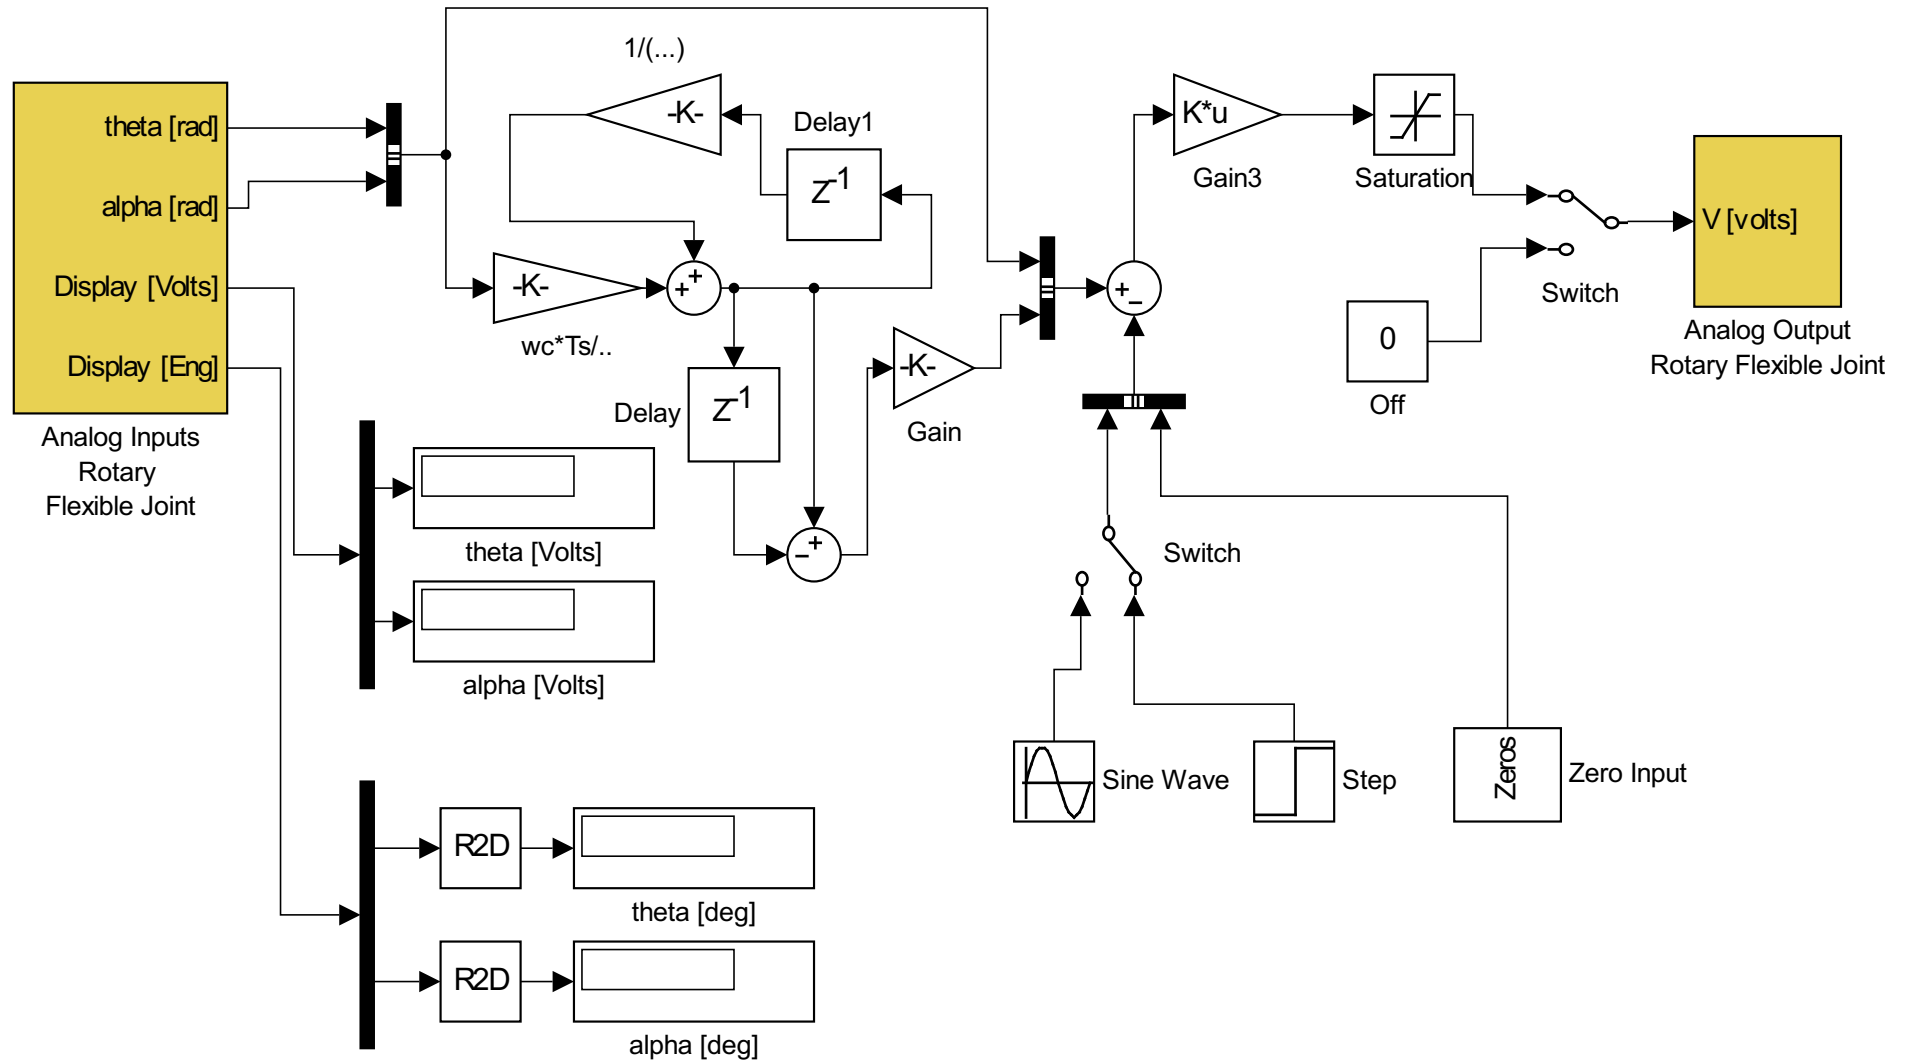 1/(...)
theta [rad]
alpha [rad]
Display [Volts]
Display [Eng]
Analog Inputs
Rotary
Flexible Joint
-K-
Delay1
Z-1
-K-
wc*Ts/..
+
+
Delay
Z-1
-K-
Gain
−
+
K*u
Gain3
Saturation
+
−
Switch
0
Off
V [volts]
Analog Output
Rotary Flexible Joint
theta [Volts]
alpha [Volts]
Switch
Sine Wave
Step
Zeros
Zero Input
R2D
theta [deg]
R2D
alpha [deg]